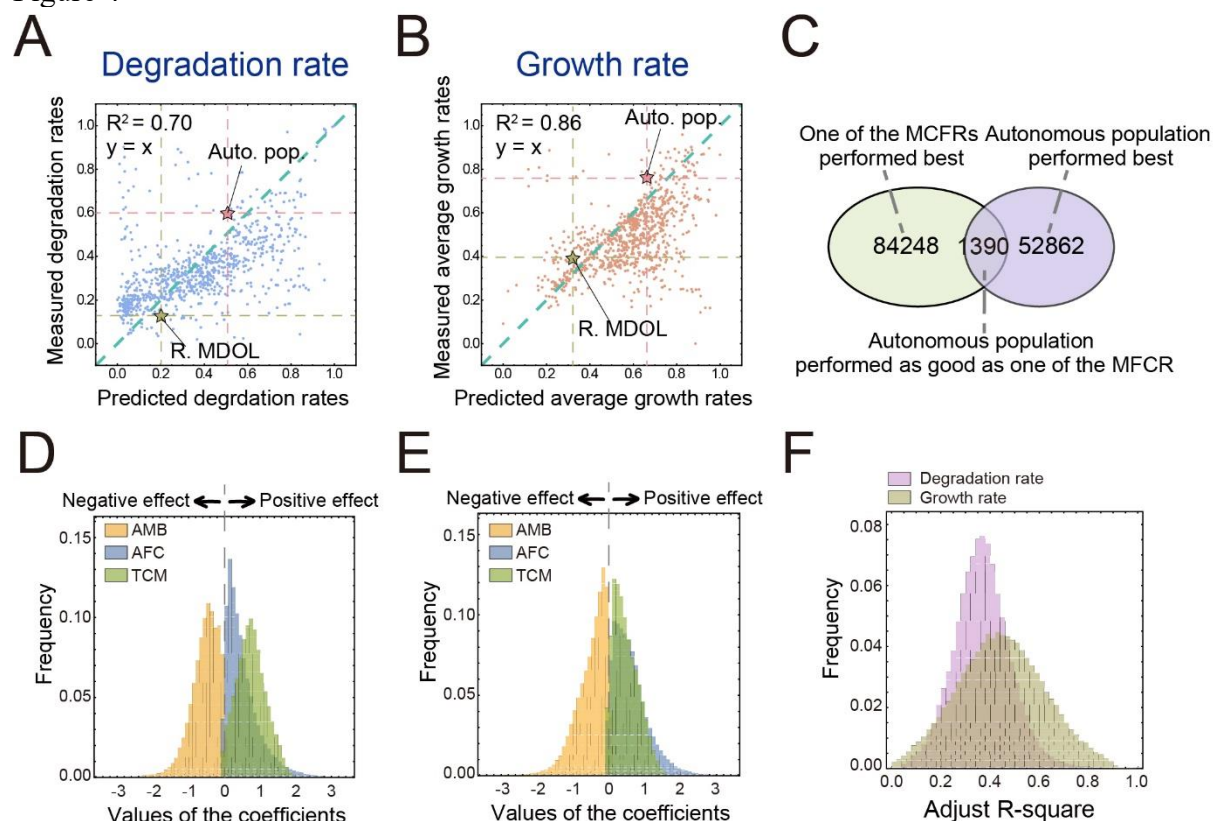 A
Degradation rate
R² = 0.70
y = x
Auto. pop.
R. MDOL
Measured degradation rates
1.0
0.8
0.6
0.4
0.2
0.0
0.0 0.2 0.4 0.6 0.8 1.0
Predicted degrdation rates
B
Growth rate
R² = 0.86
y = x
Auto. pop.
R. MDOL
Measured average growth rates
1.0
0.8
0.6
0.4
0.2
0.0
0.0 0.2 0.4 0.6 0.8 1.0
Predicted average growth rates
C
One of the MCFRs
performed best
Autonomous population
performed best
84248
1390
52862
Autonomous population
performed as good as one of the MFCR
D
Negative effect
Positive effect
AMB
AFC
TCM
Frequency
0.15
0.10
0.05
0.00
-3 -2 -1 0 1 2 3
Values of the coefficients
E
Negative effect
Positive effect
AMB
AFC
TCM
Frequency
0.15
0.10
0.05
0.00
-3 -2 -1 0 1 2 3
Values of the coefficients
F
Degradation rate
Growth rate
Frequency
0.08
0.06
0.04
0.02
0.00
0.0 0.2 0.4 0.6 0.8 1.0
Adjust R-square